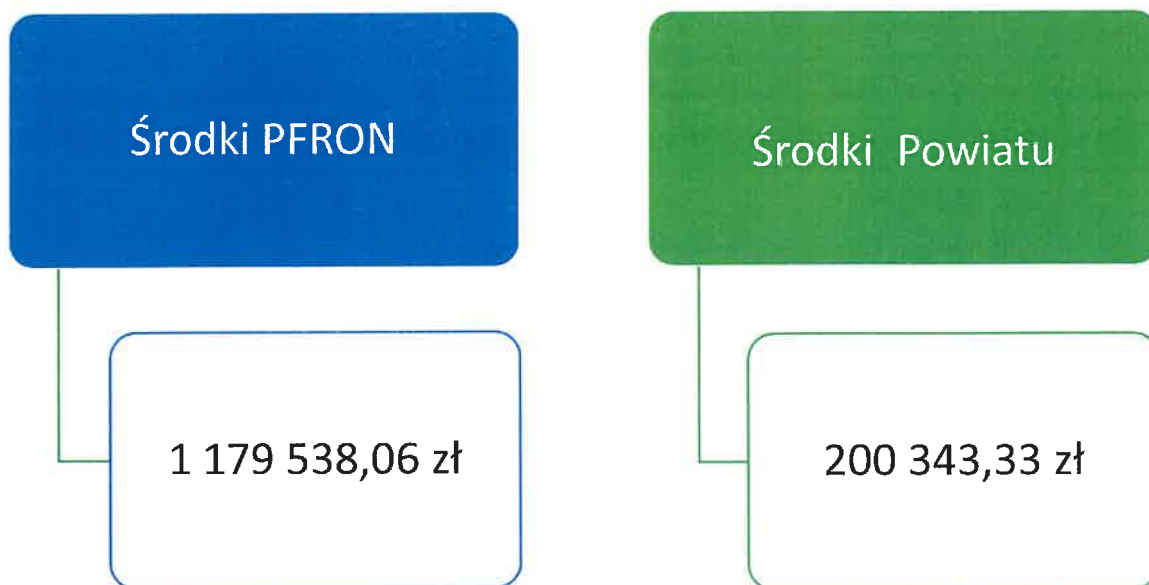 Środki PFRON
Środki Powiatu
1 179 538,06 zł
200 343,33 zł